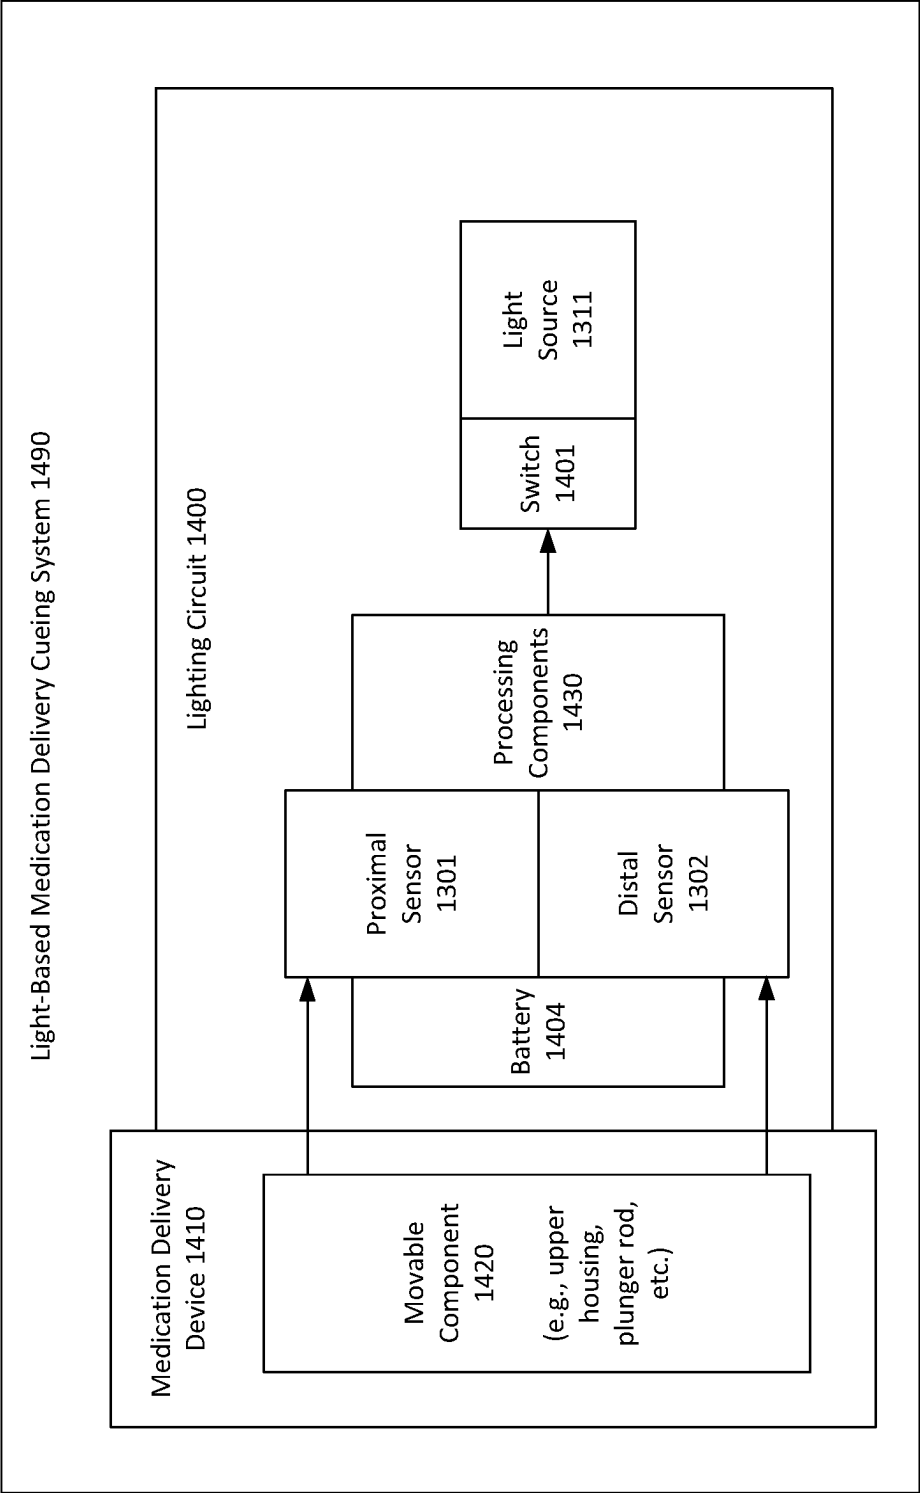 Light-Based Medication Delivery Cueing System 1490
Lighting Circuit 1400
Medication Delivery
Device 1410
Movable
Component
1420
(e.g., upper
housing,
plunger rod,
etc.)
Battery
1404
Proximal
Sensor
1301
Distal
Sensor
1302
Processing
Components
1430
Switch
1401
Light
Source
1311